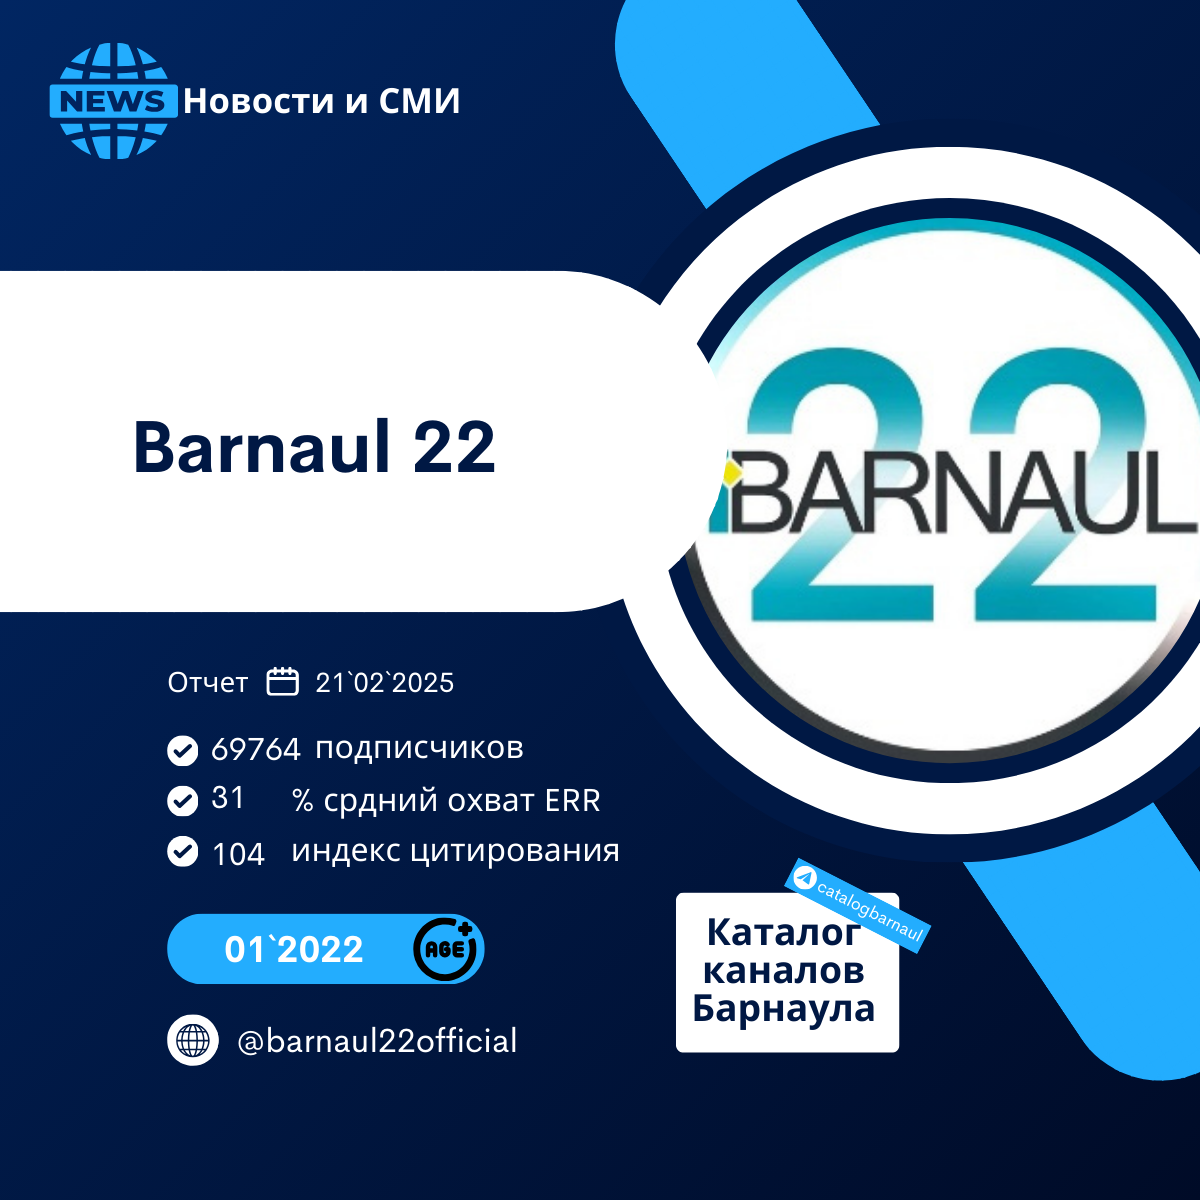 NEWS Новости и СМИ
Barnaul 22
22
BARNAUL
Отчет 21`02`2025
69764 подписчиков
31 % срдний охват ERR
104 индекс цитирования
01`2022 AGE+
@barnaul22official
catalogbarnaul
Каталог
каналов
Барнаула